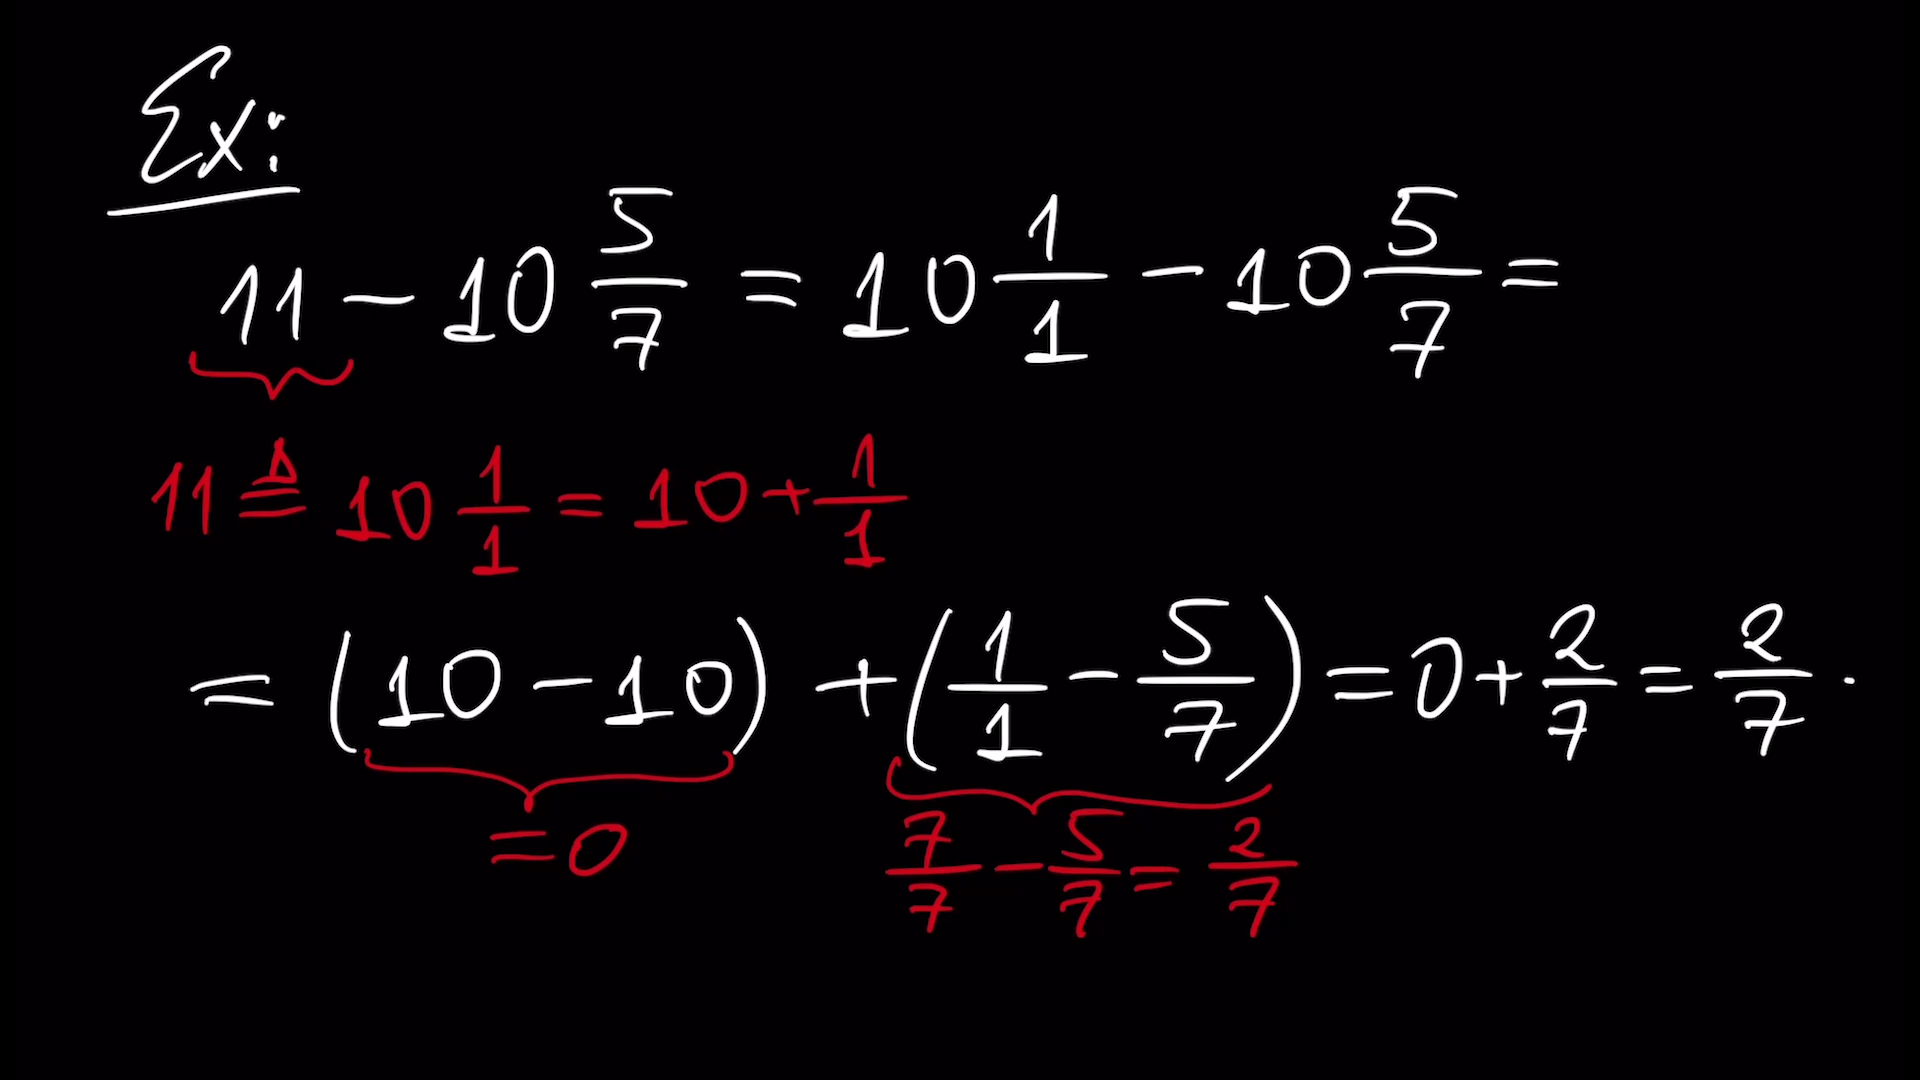 Ex:
11 - 10 5/7 = 10 1/1 - 10 5/7 =
11 ≜ 10 1/1 = 10 + 1/1
= (10 - 10) + (1/1 - 5/7) = 0 + 2/7 = 2/7 .
= 0
7/7 - 5/7 = 2/7